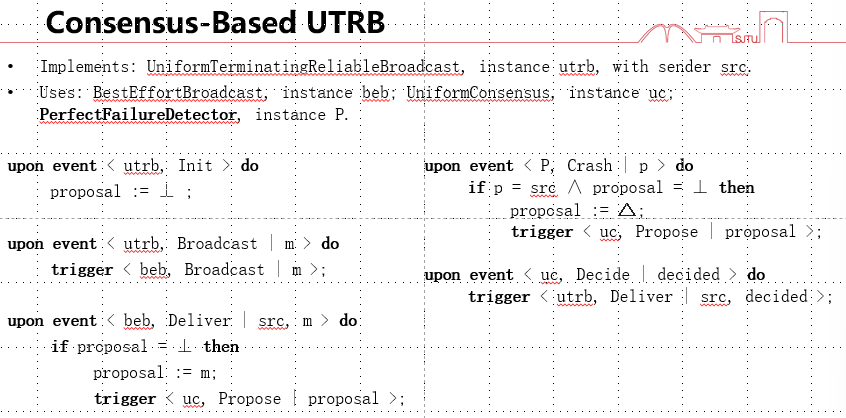 Consensus-Based UTRB
SJTU
• Implements: UniformTerminatingReliableBroadcast, instance utrb, with sender src.
• Uses: BestEffortBroadcast, instance beb; UniformConsensus, instance uc;
PerfectFailureDetector, instance P.
upon event < utrb, Init > do
proposal := ⊥ ;
upon event < utrb, Broadcast | m > do
trigger < beb, Broadcast | m >;
upon event < beb, Deliver | src, m > do
if proposal = ⊥ then
proposal := m;
trigger < uc, Propose | proposal >;
upon event < P, Crash | p > do
if p = src ∧ proposal = ⊥ then
proposal := △;
trigger < uc, Propose | proposal >;
upon event < uc, Decide | decided > do
trigger < utrb, Deliver | src, decided >;